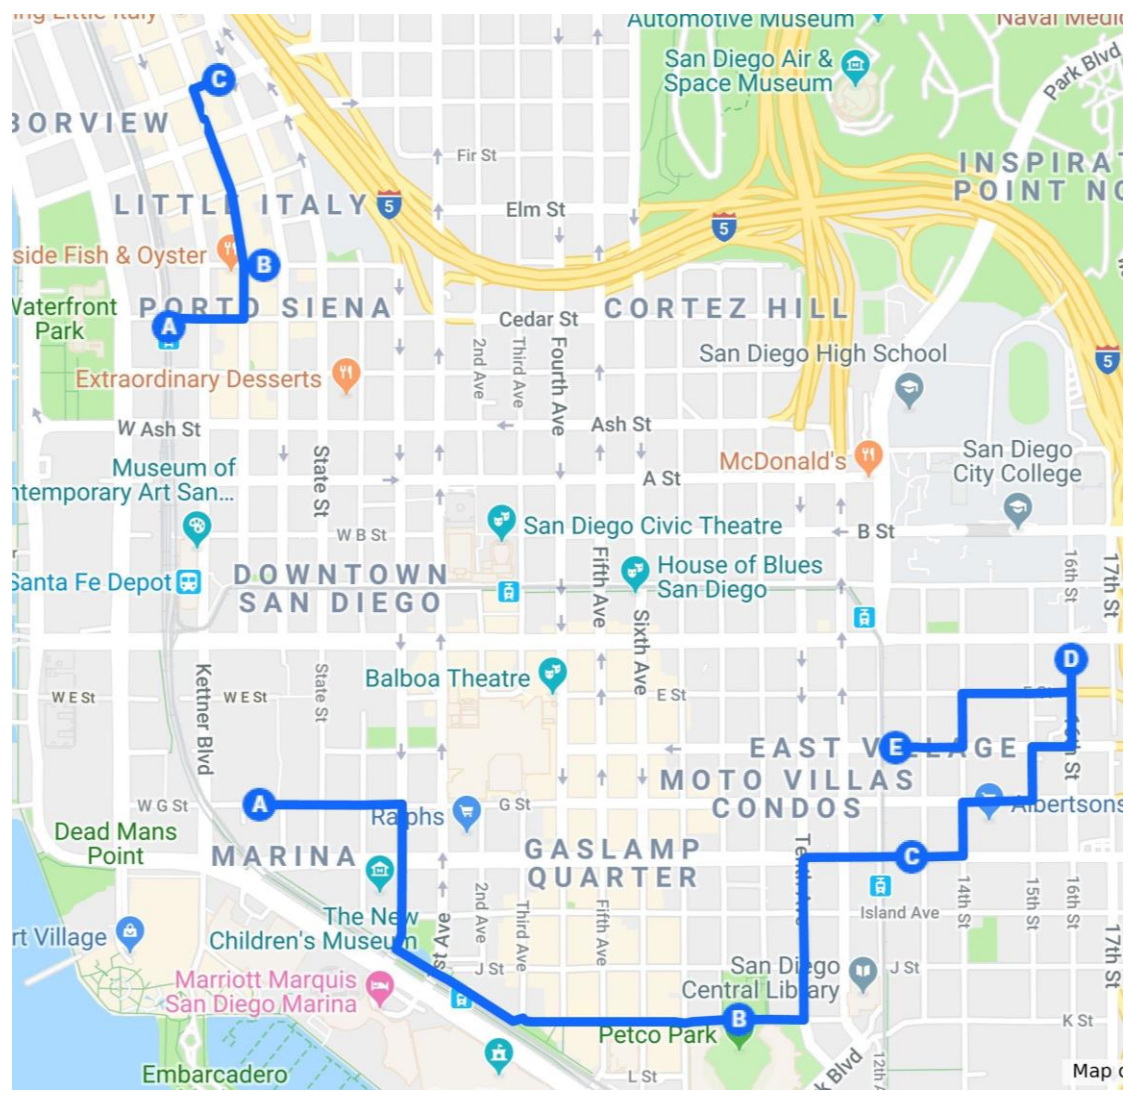 Automotive Museum
San Diego Air &
Space Museum
Park Blvd
C
Fir St
LITTLE ITALY
5
Elm St
5
side Fish & Oyster
B
Waterfront
Park
PORTO SIENA
A
Cedar St
CORTEZ HILL
San Diego High School
5
Extraordinary Desserts
2nd Ave
Third Ave
Fourth Ave
W Ash St
Ash St
McDonald's
San Diego
City College
Museum of
ntemporary Art San...
State St
A St
San Diego Civic Theatre
W B St
B St
Santa Fe Depot
DOWNTOWN
SAN DIEGO
Fifth Ave
House of Blues
San Diego
Sixth Ave
16th St
17th St
D
Balboa Theatre
W E St
Kettner Blvd
W E St
State St
E St
E
EAST VILLAGE
16th St
MOTO VILLAS
CONDOS
W G St
A
Ralphs
G St
Albertsons
Dead Mans
Point
MARINA
GASLAMP
QUARTER
Tenth Ave
C
The New
Children's Museum
2nd Ave
Third Ave
Fifth Ave
Island Ave
14th St
15th St
16th St
17th St
rt Village
Marriott Marquis
San Diego Marina
J St
San Diego
Central Library
J St
B
Petco Park
K St
Embarcadero
L St
k Blvd
12th A
Map